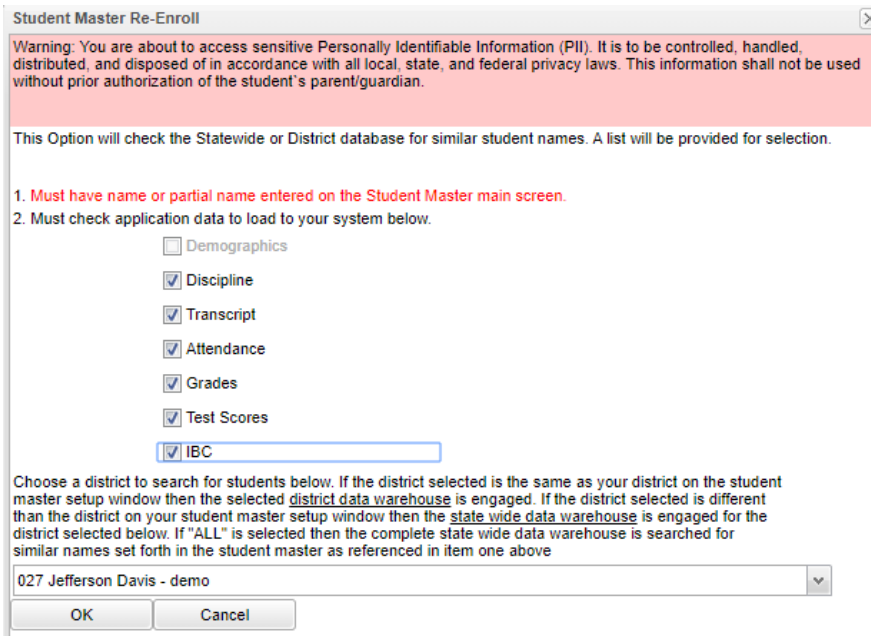 Student Master Re-Enroll
Warning: You are about to access sensitive Personally Identifiable Information (PII). It is to be controlled, handled,
distributed, and disposed of in accordance with all local, state, and federal privacy laws. This information shall not be used
without prior authorization of the student`s parent/guardian.
This Option will check the Statewide or District database for similar student names. A list will be provided for selection.
1. Must have name or partial name entered on the Student Master main screen.
2. Must check application data to load to your system below.
Demographics
Discipline
Transcript
Attendance
Grades
Test Scores
IBC
Choose a district to search for students below. If the district selected is the same as your district on the student
master setup window then the selected district data warehouse is engaged. If the district selected is different
than the district on your student master setup window then the state wide data warehouse is engaged for the
district selected below. If "ALL" is selected then the complete state wide data warehouse is searched for
similar names set forth in the student master as referenced in item one above
027 Jefferson Davis - demo
OK Cancel